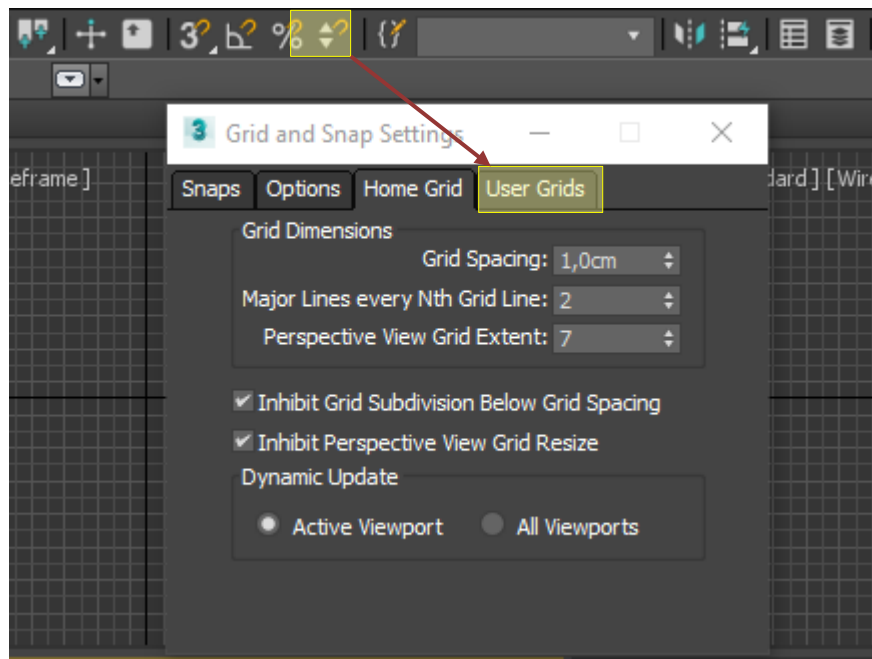 3
%
3 Grid and Snap Settings
eframe ]
dard ] [ Wir
Snaps Options Home Grid User Grids
Grid Dimensions
Grid Spacing: 1,0cm
Major Lines every Nth Grid Line: 2
Perspective View Grid Extent: 7
Inhibit Grid Subdivision Below Grid Spacing
Inhibit Perspective View Grid Resize
Dynamic Update
Active Viewport All Viewports